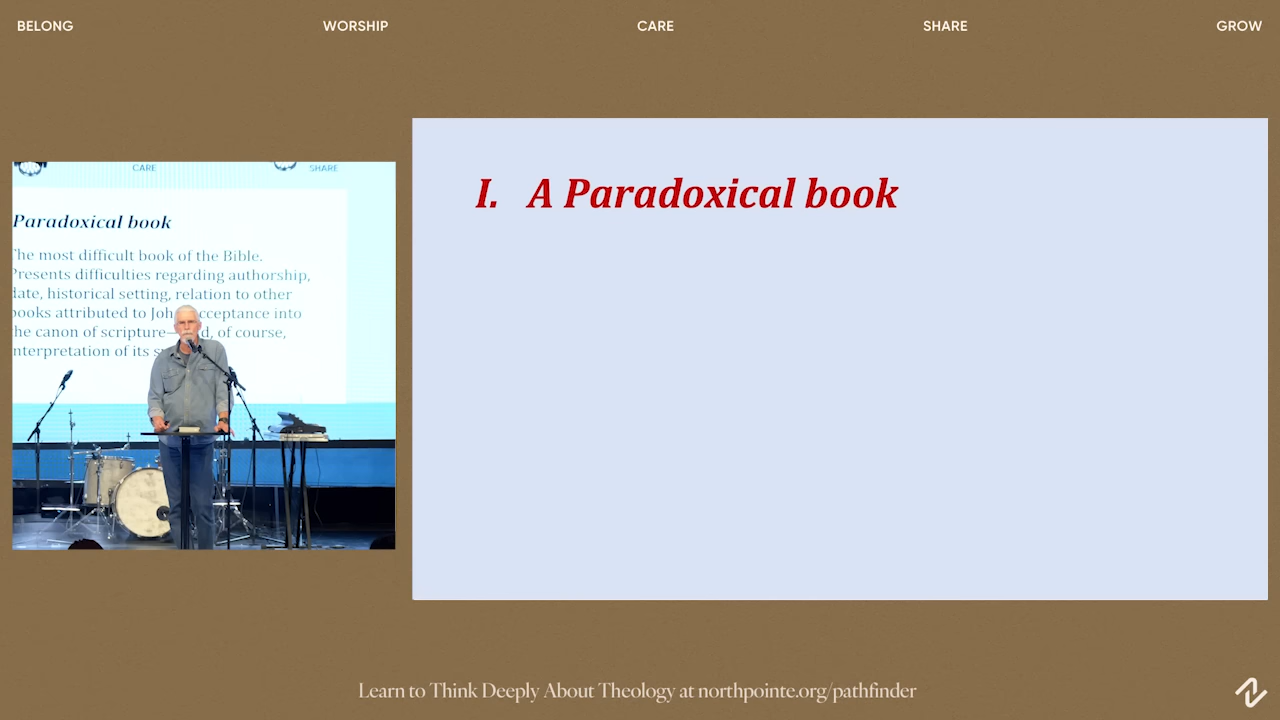 BELONG WORSHIP CARE SHARE GROW
CARE SHARE
Paradoxical book
The most difficult book of the Bible.
Presents difficulties regarding authorship,
date, historical setting, relation to other
books attributed to John, acceptance into
the canon of scripture—and, of course,
interpretation of its
I. A Paradoxical book
Learn to Think Deeply About Theology at northpointe.org/pathfinder